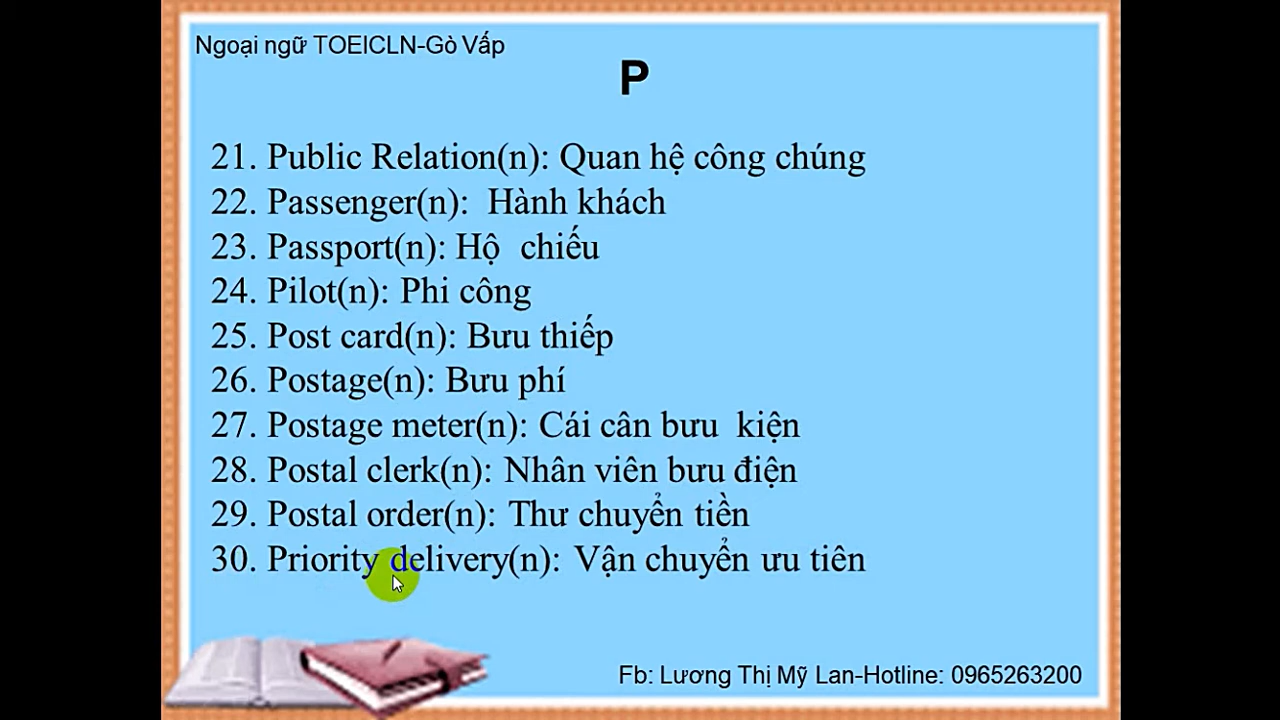 Ngoại ngữ TOEICLN-Gò Vấp
P
21. Public Relation(n): Quan hệ công chúng
22. Passenger(n): Hành khách
23. Passport(n): Hộ chiếu
24. Pilot(n): Phi công
25. Post card(n): Bưu thiếp
26. Postage(n): Bưu phí
27. Postage meter(n): Cái cân bưu kiện
28. Postal clerk(n): Nhân viên bưu điện
29. Postal order(n): Thư chuyển tiền
30. Priority delivery(n): Vận chuyển ưu tiên
Fb: Lương Thị Mỹ Lan-Hotline: 0965263200